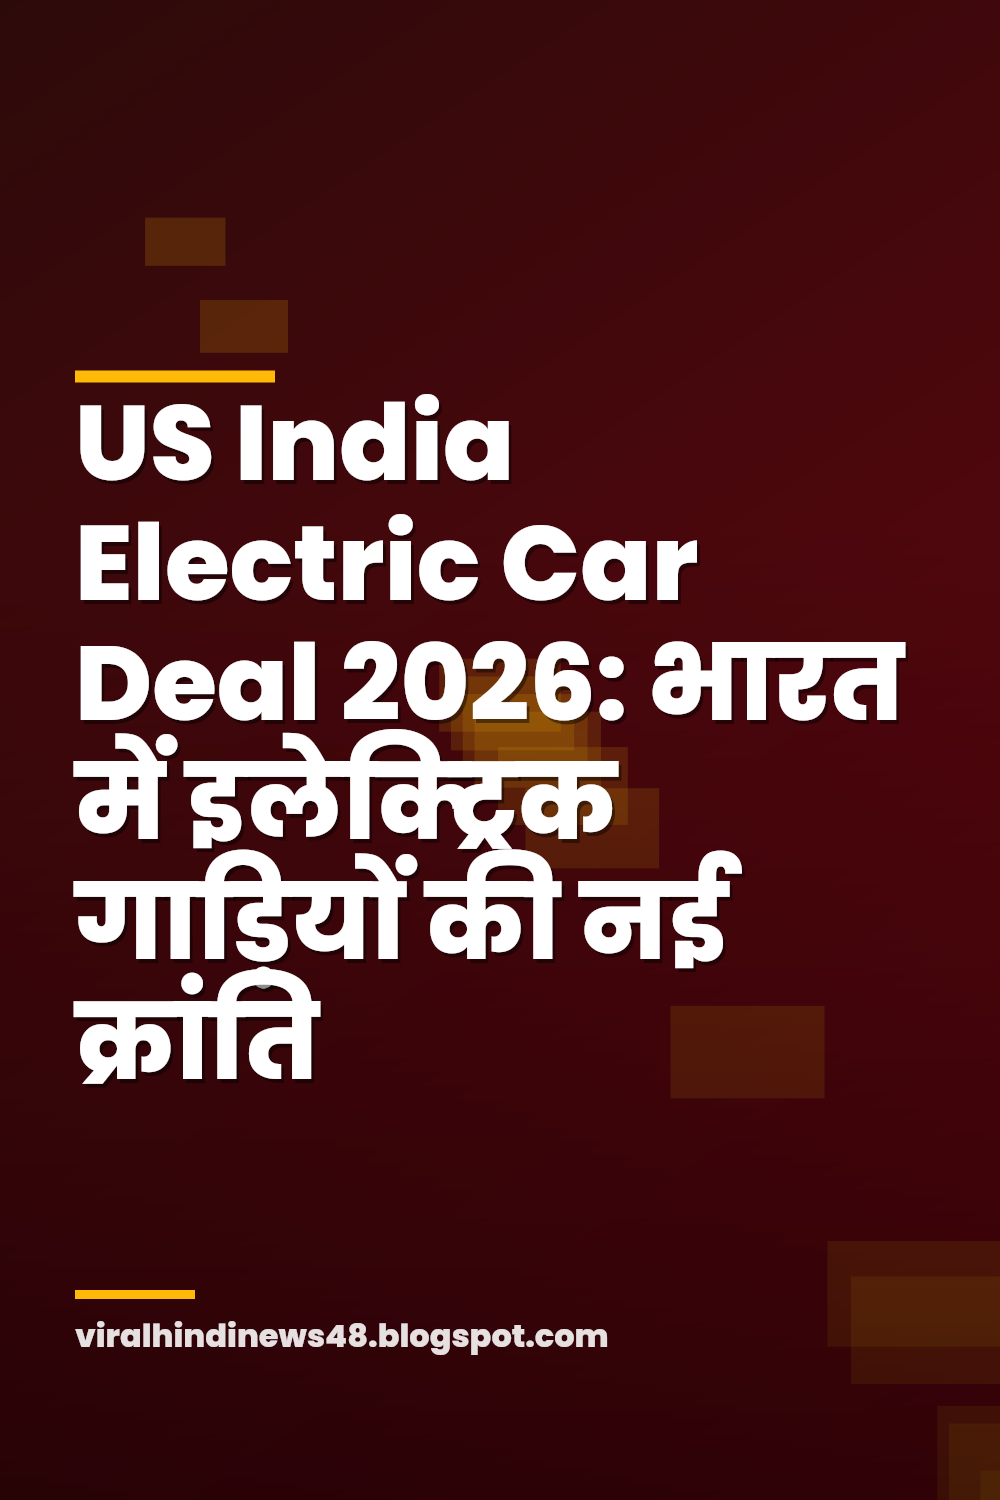 US India
Electric Car
Deal 2026: भारत
में इलेक्ट्रिक
गाड़ियों की नई
क्रांति
viralhindinews48.blogspot.com